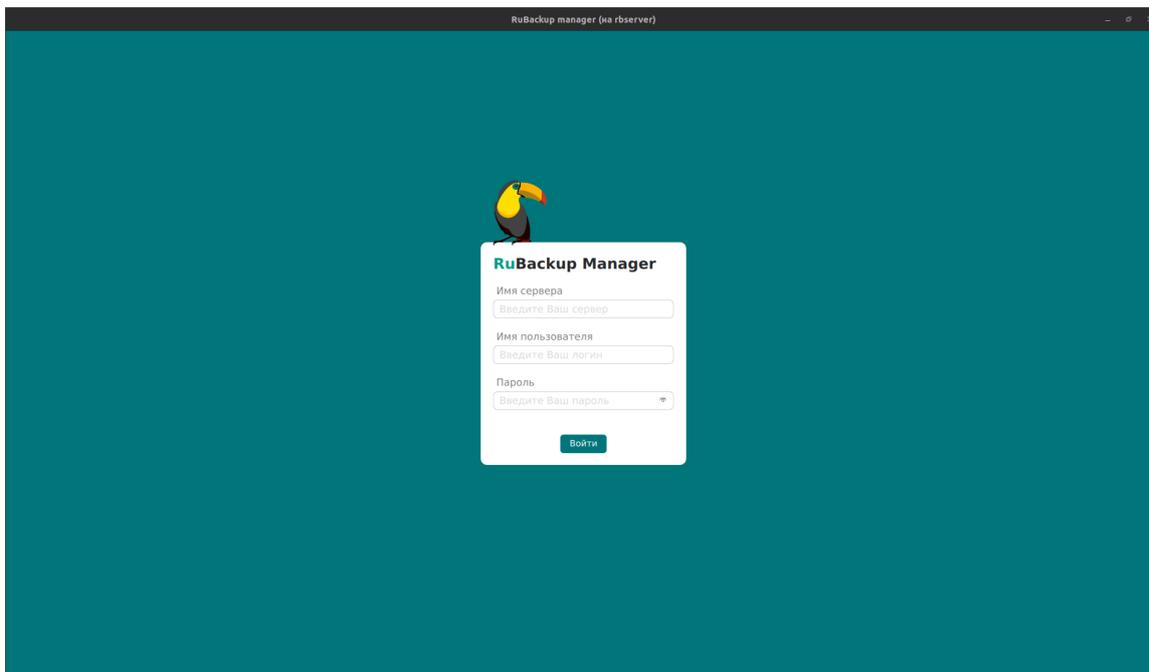 RuBackup manager (на rbserver)
RuBackup Manager
Имя сервера
Введите Ваш сервер
Имя пользователя
Введите Ваш логин
Пароль
Введите Ваш пароль
Войти